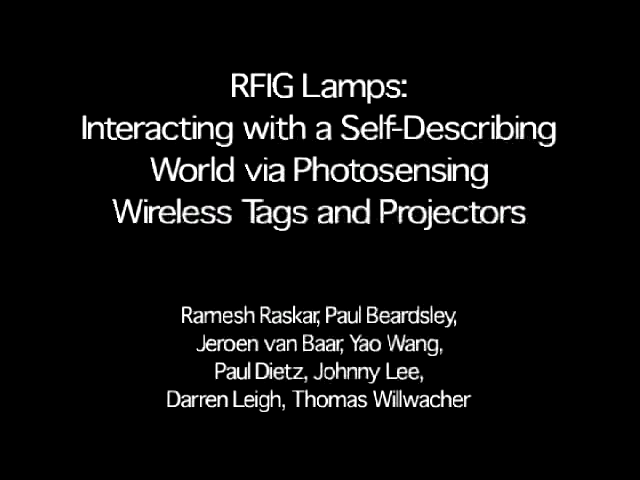 RFIG Lamps:
Interacting with a Self-Describing
World via Photosensing
Wireless Tags and Projectors
Ramesh Raskar, Paul Beardsley,
Jeroen van Baar, Yao Wang,
Paul Dietz, Johnny Lee,
Darren Leigh, Thomas Willwacher